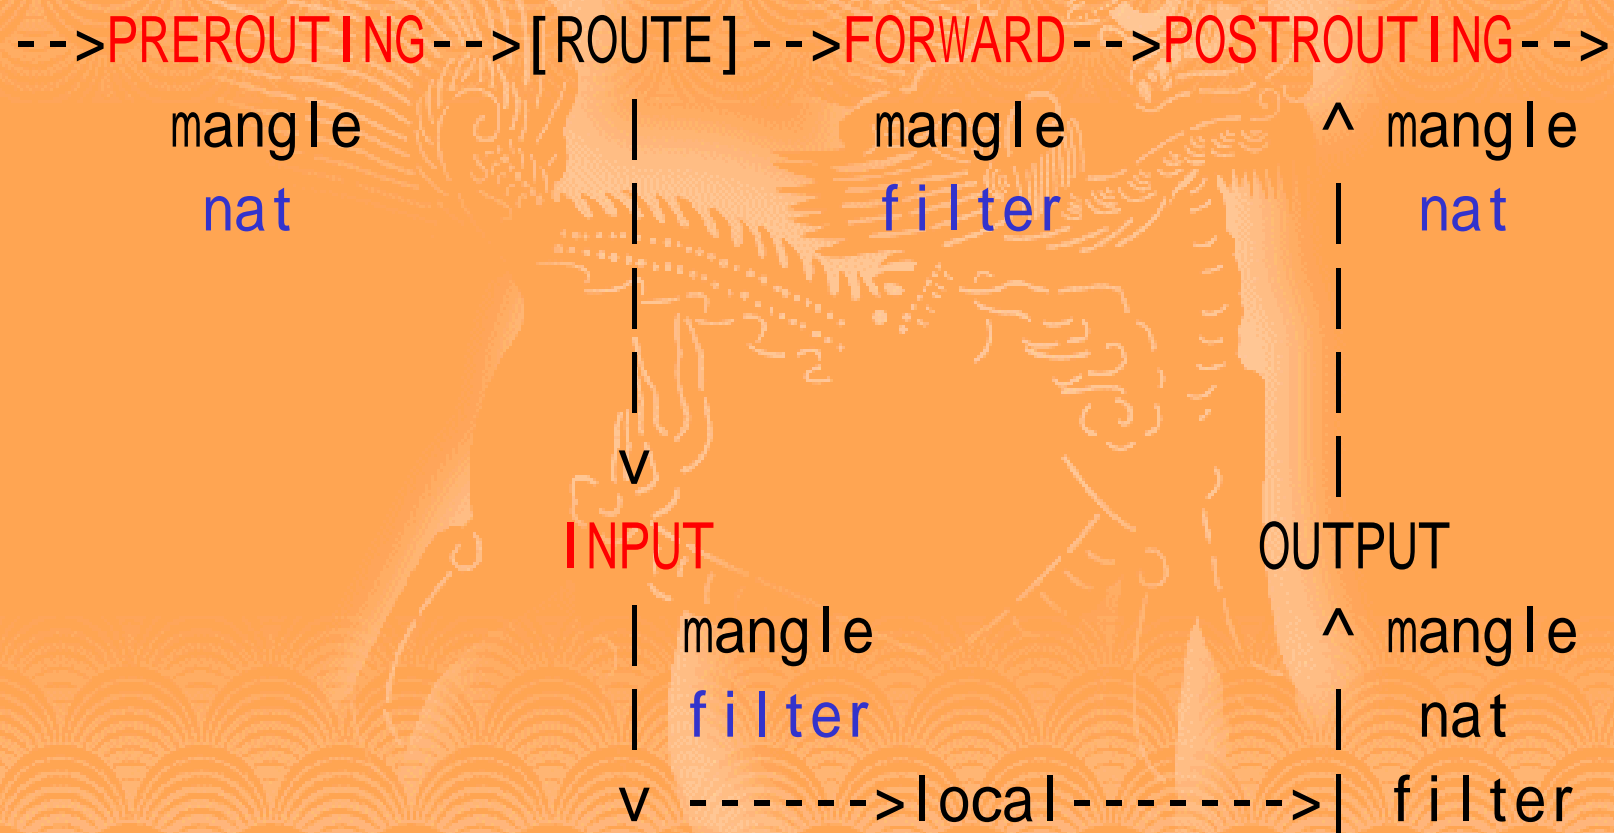 -->PREROUTING-->[ROUTE]-->FORWARD-->POSTROUTING-->
mangle | mangle ^ mangle
nat | filter | nat
| |
| |
v |
INPUT OUTPUT
| mangle ^ mangle
| filter | nat
v ------>local------->| filter